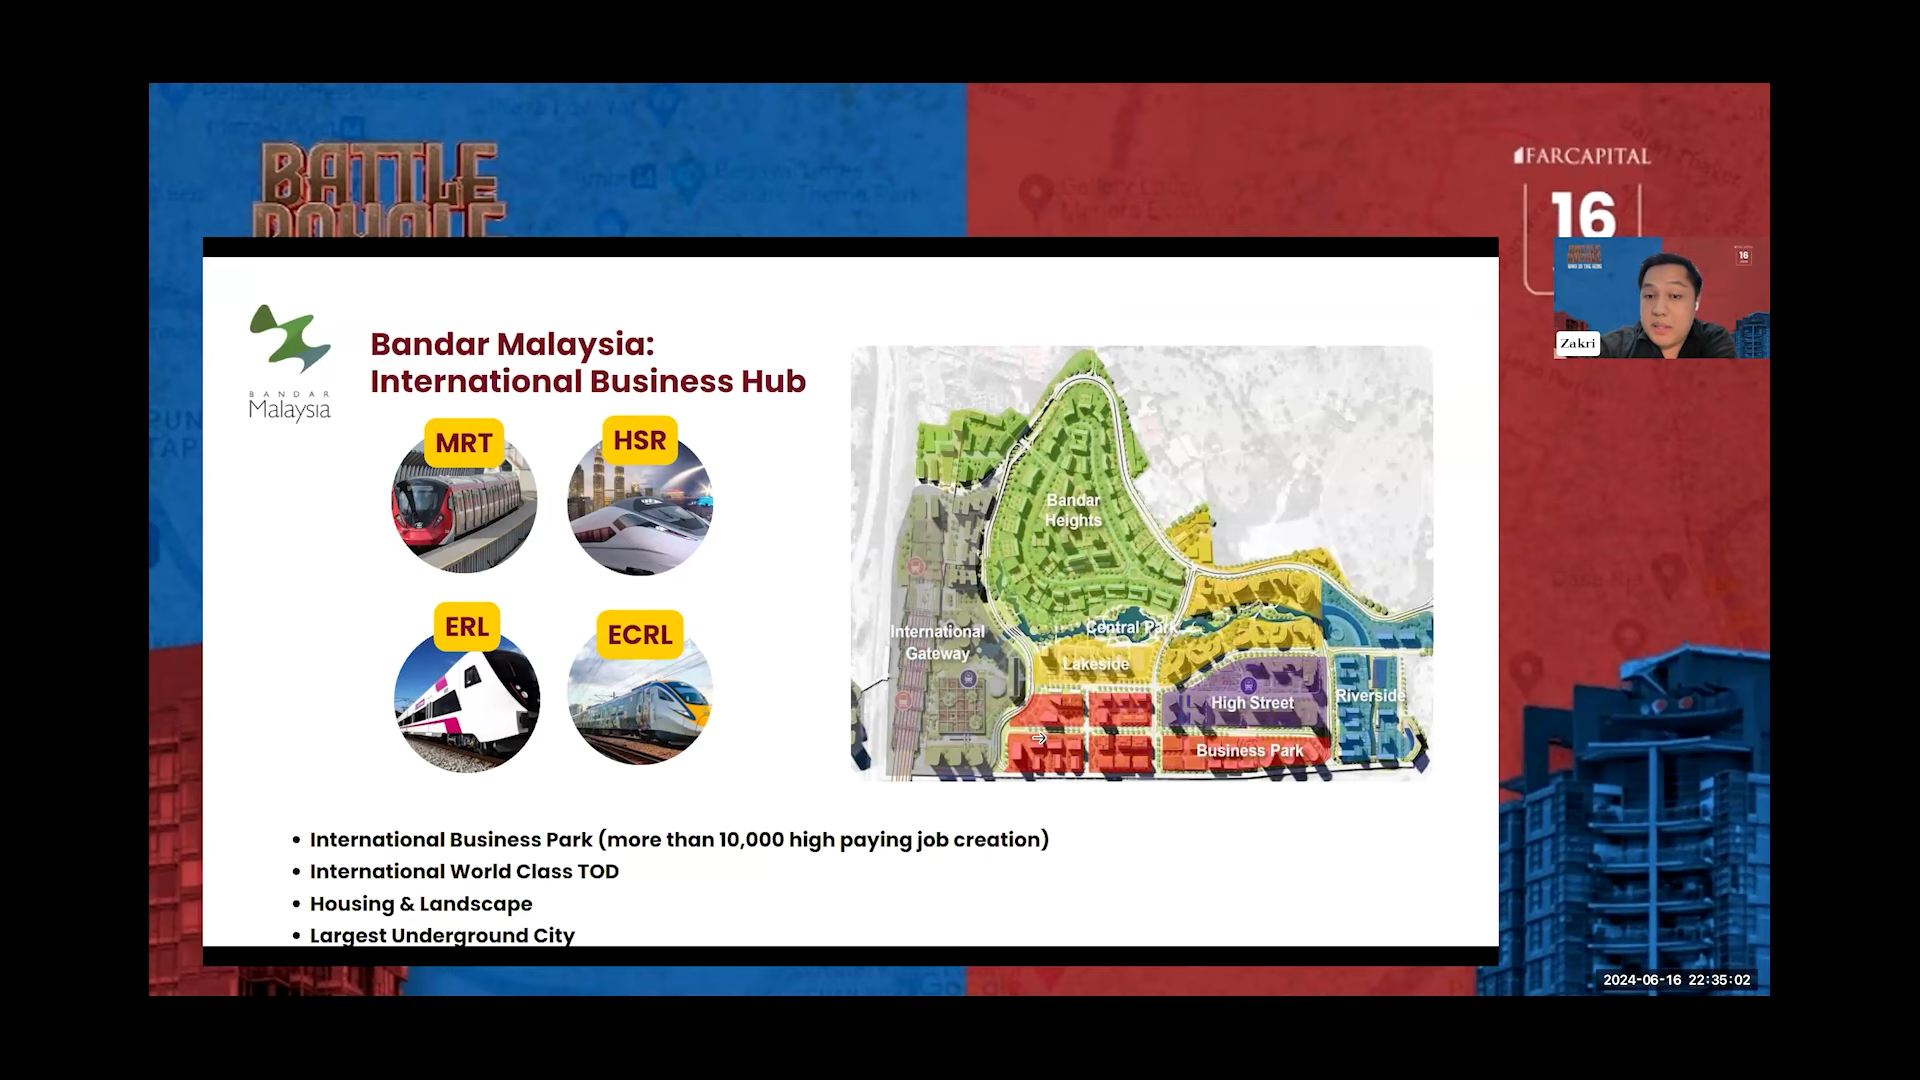 BATTLE
ROYALE
FARCAPITAL
16
16
Zakri
BANDAR
Malaysia
Bandar Malaysia:
International Business Hub
MRT
HSR
ERL
ECRL
Bandar
Heights
International
Gateway
Central Park
Lakeside
High Street
Riverside
Business Park
• International Business Park (more than 10,000 high paying job creation)
• International World Class TOD
• Housing & Landscape
• Largest Underground City
2024-06-16 22:35:02